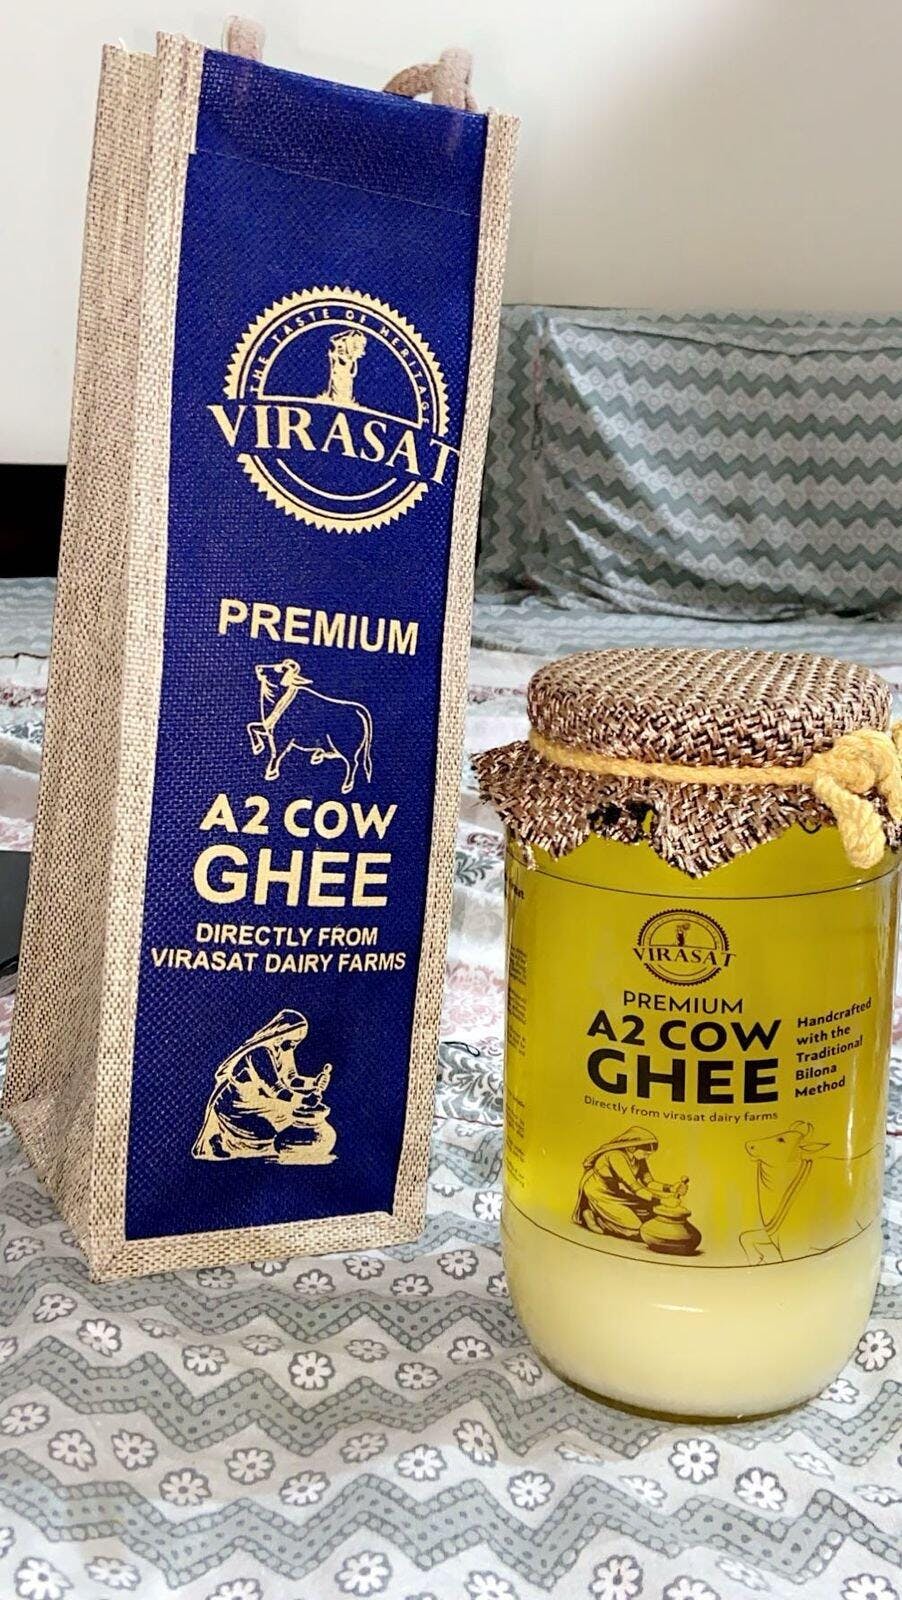 THE TASTE OF HERITAGE
VIRASAT
PREMIUM
A2 COW
GHEE
DIRECTLY FROM
VIRASAT DAIRY FARMS
VIRASAT
PREMIUM
A2 COW
GHEE
Directly from virasat dairy farms
Handcrafted
with the
Traditional
Bilona
Method